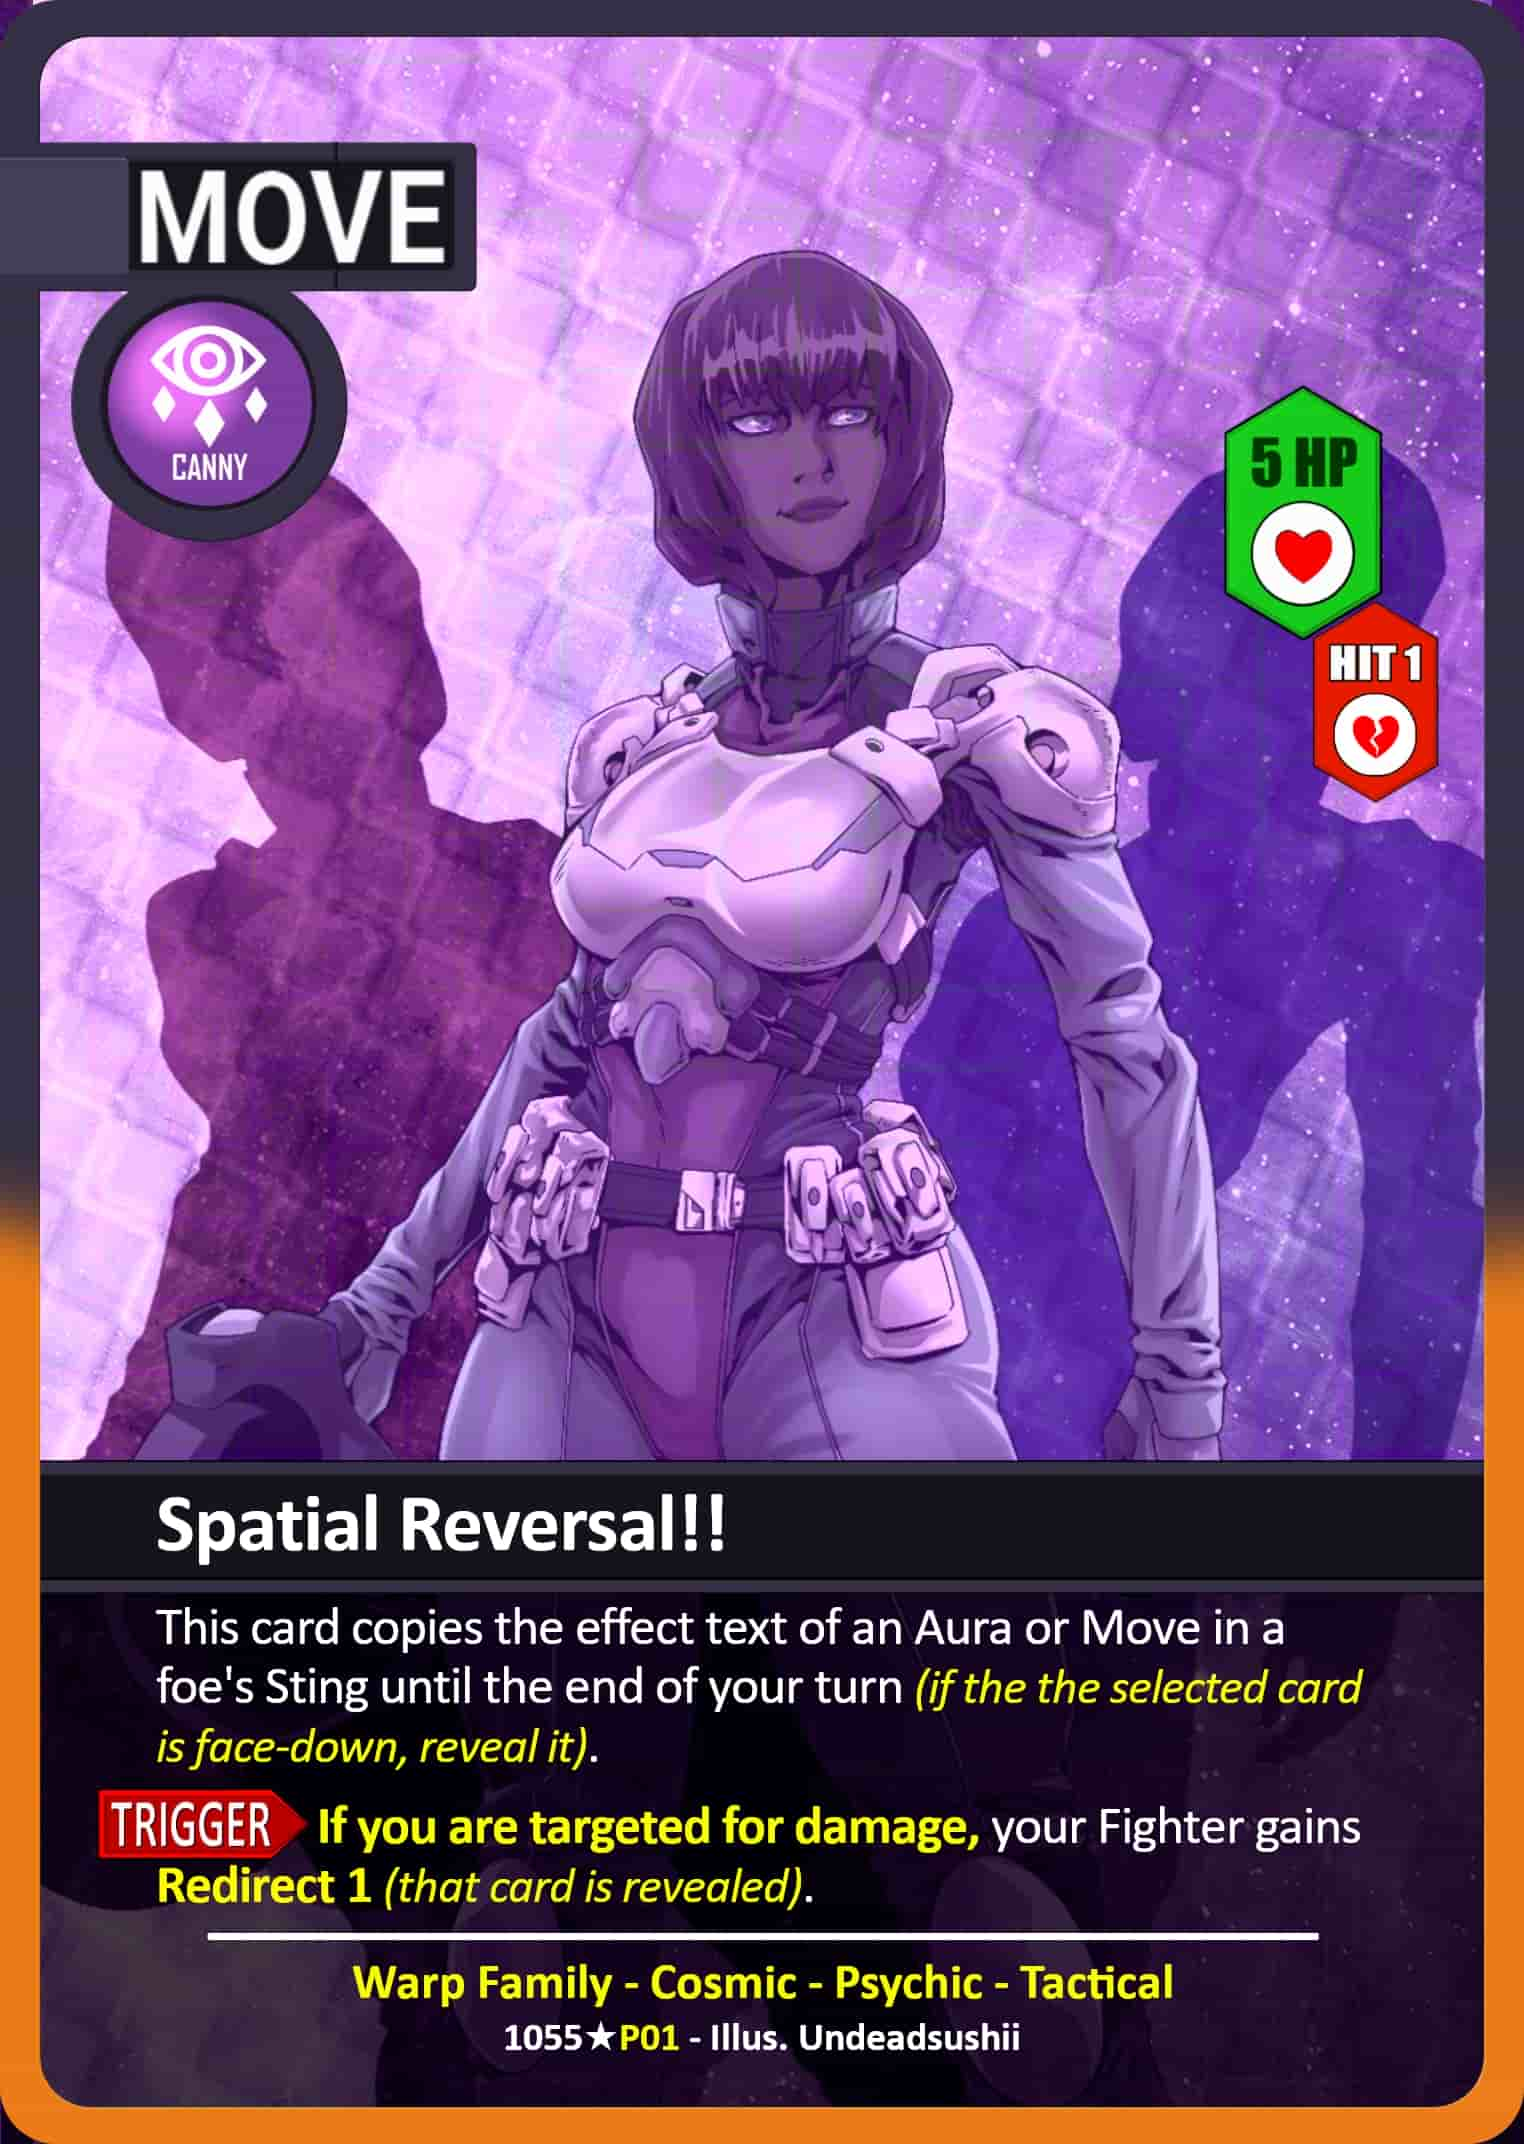 MOVE
CANNY
5 HP
HIT 1
Spatial Reversal!!
This card copies the effect text of an Aura or Move in a
foe's Sting until the end of your turn (if the the selected card
is face-down, reveal it).
TRIGGER If you are targeted for damage, your Fighter gains
Redirect 1 (that card is revealed).
Warp Family - Cosmic - Psychic - Tactical
1055★P01 - Illus. Undeadsushii